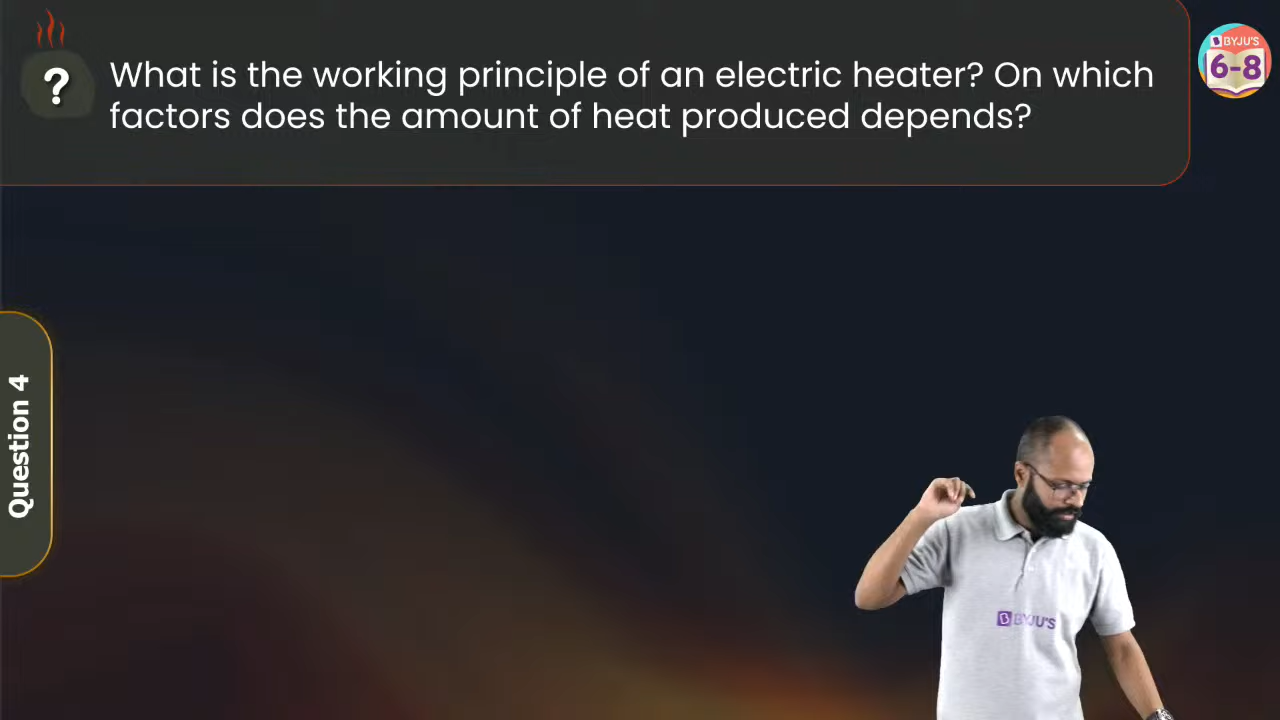 ?
What is the working principle of an electric heater? On which
factors does the amount of heat produced depends?
BYJU'S
6-8
Question 4
BYJU'S